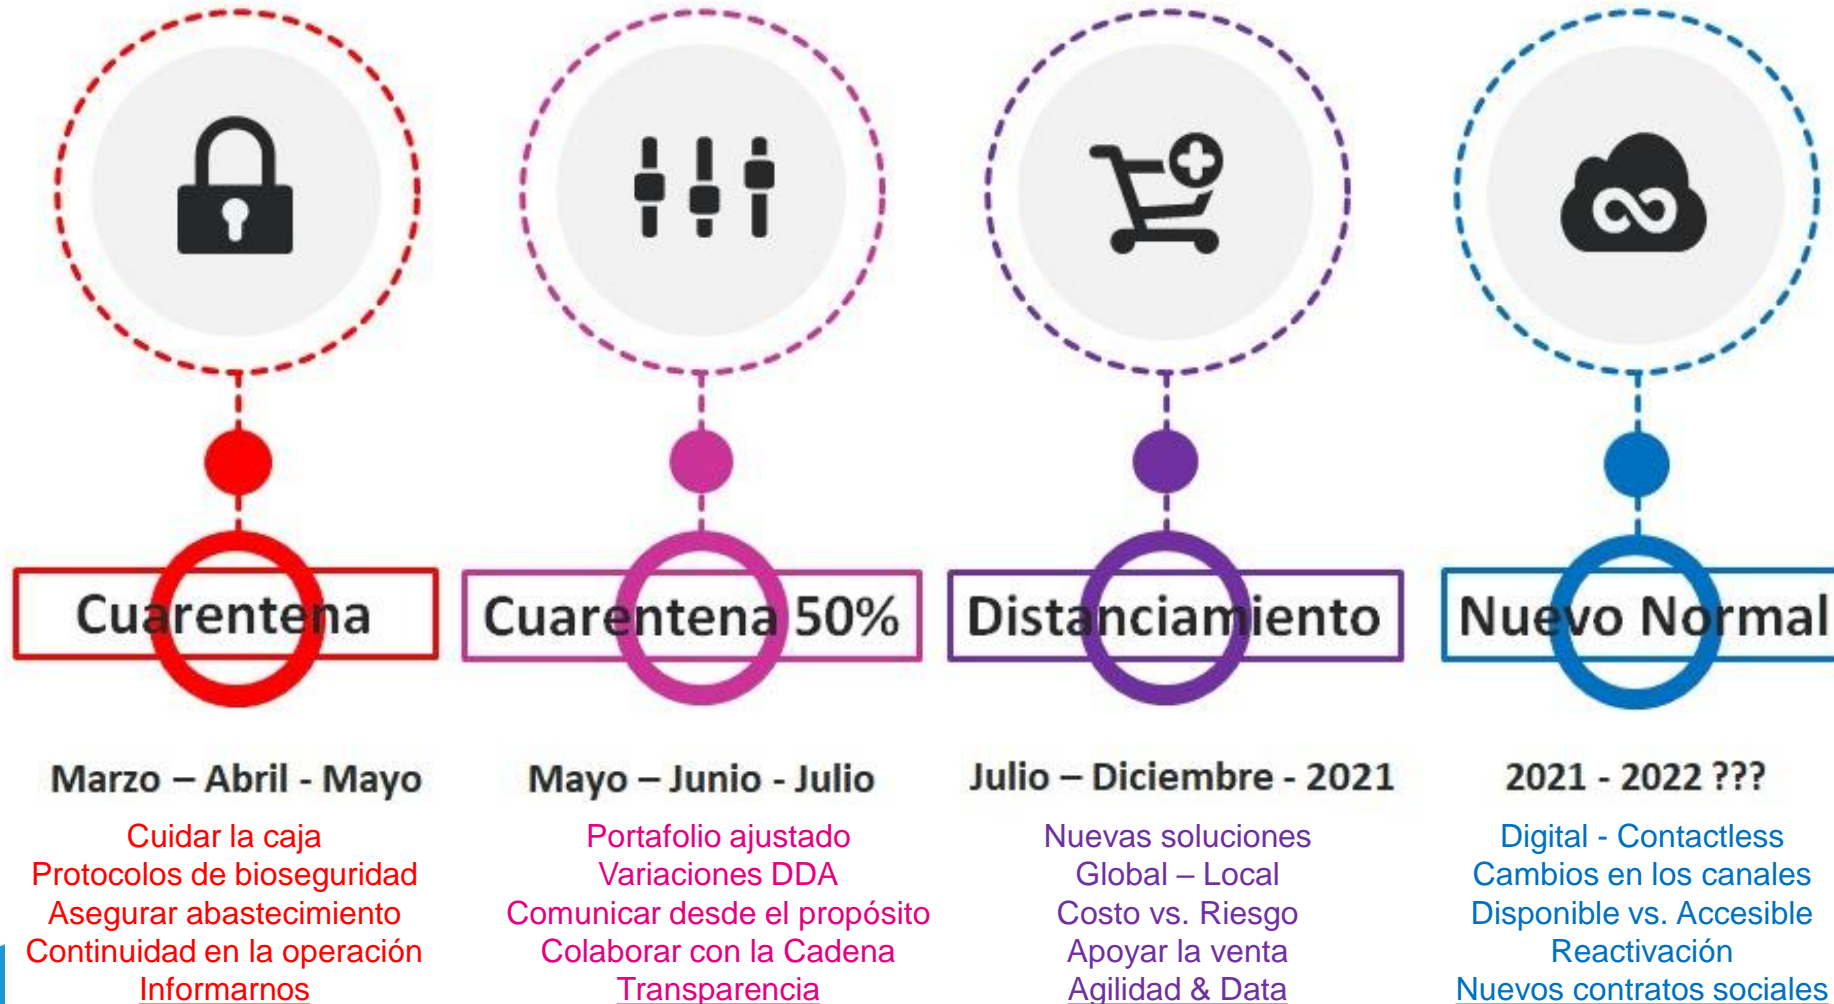 Cuarentena
Marzo – Abril - Mayo
Cuidar la caja
Protocolos de bioseguridad
Asegurar abastecimiento
Continuidad en la operación
Informarnos
Cuarentena 50%
Mayo – Junio - Julio
Portafolio ajustado
Variaciones DDA
Comunicar desde el propósito
Colaborar con la Cadena
Transparencia
Distanciamiento
Julio – Diciembre - 2021
Nuevas soluciones
Global – Local
Costo vs. Riesgo
Apoyar la venta
Agilidad & Data
Nuevo Normal
2021 - 2022 ???
Digital - Contactless
Cambios en los canales
Disponible vs. Accesible
Reactivación
Nuevos contratos sociales